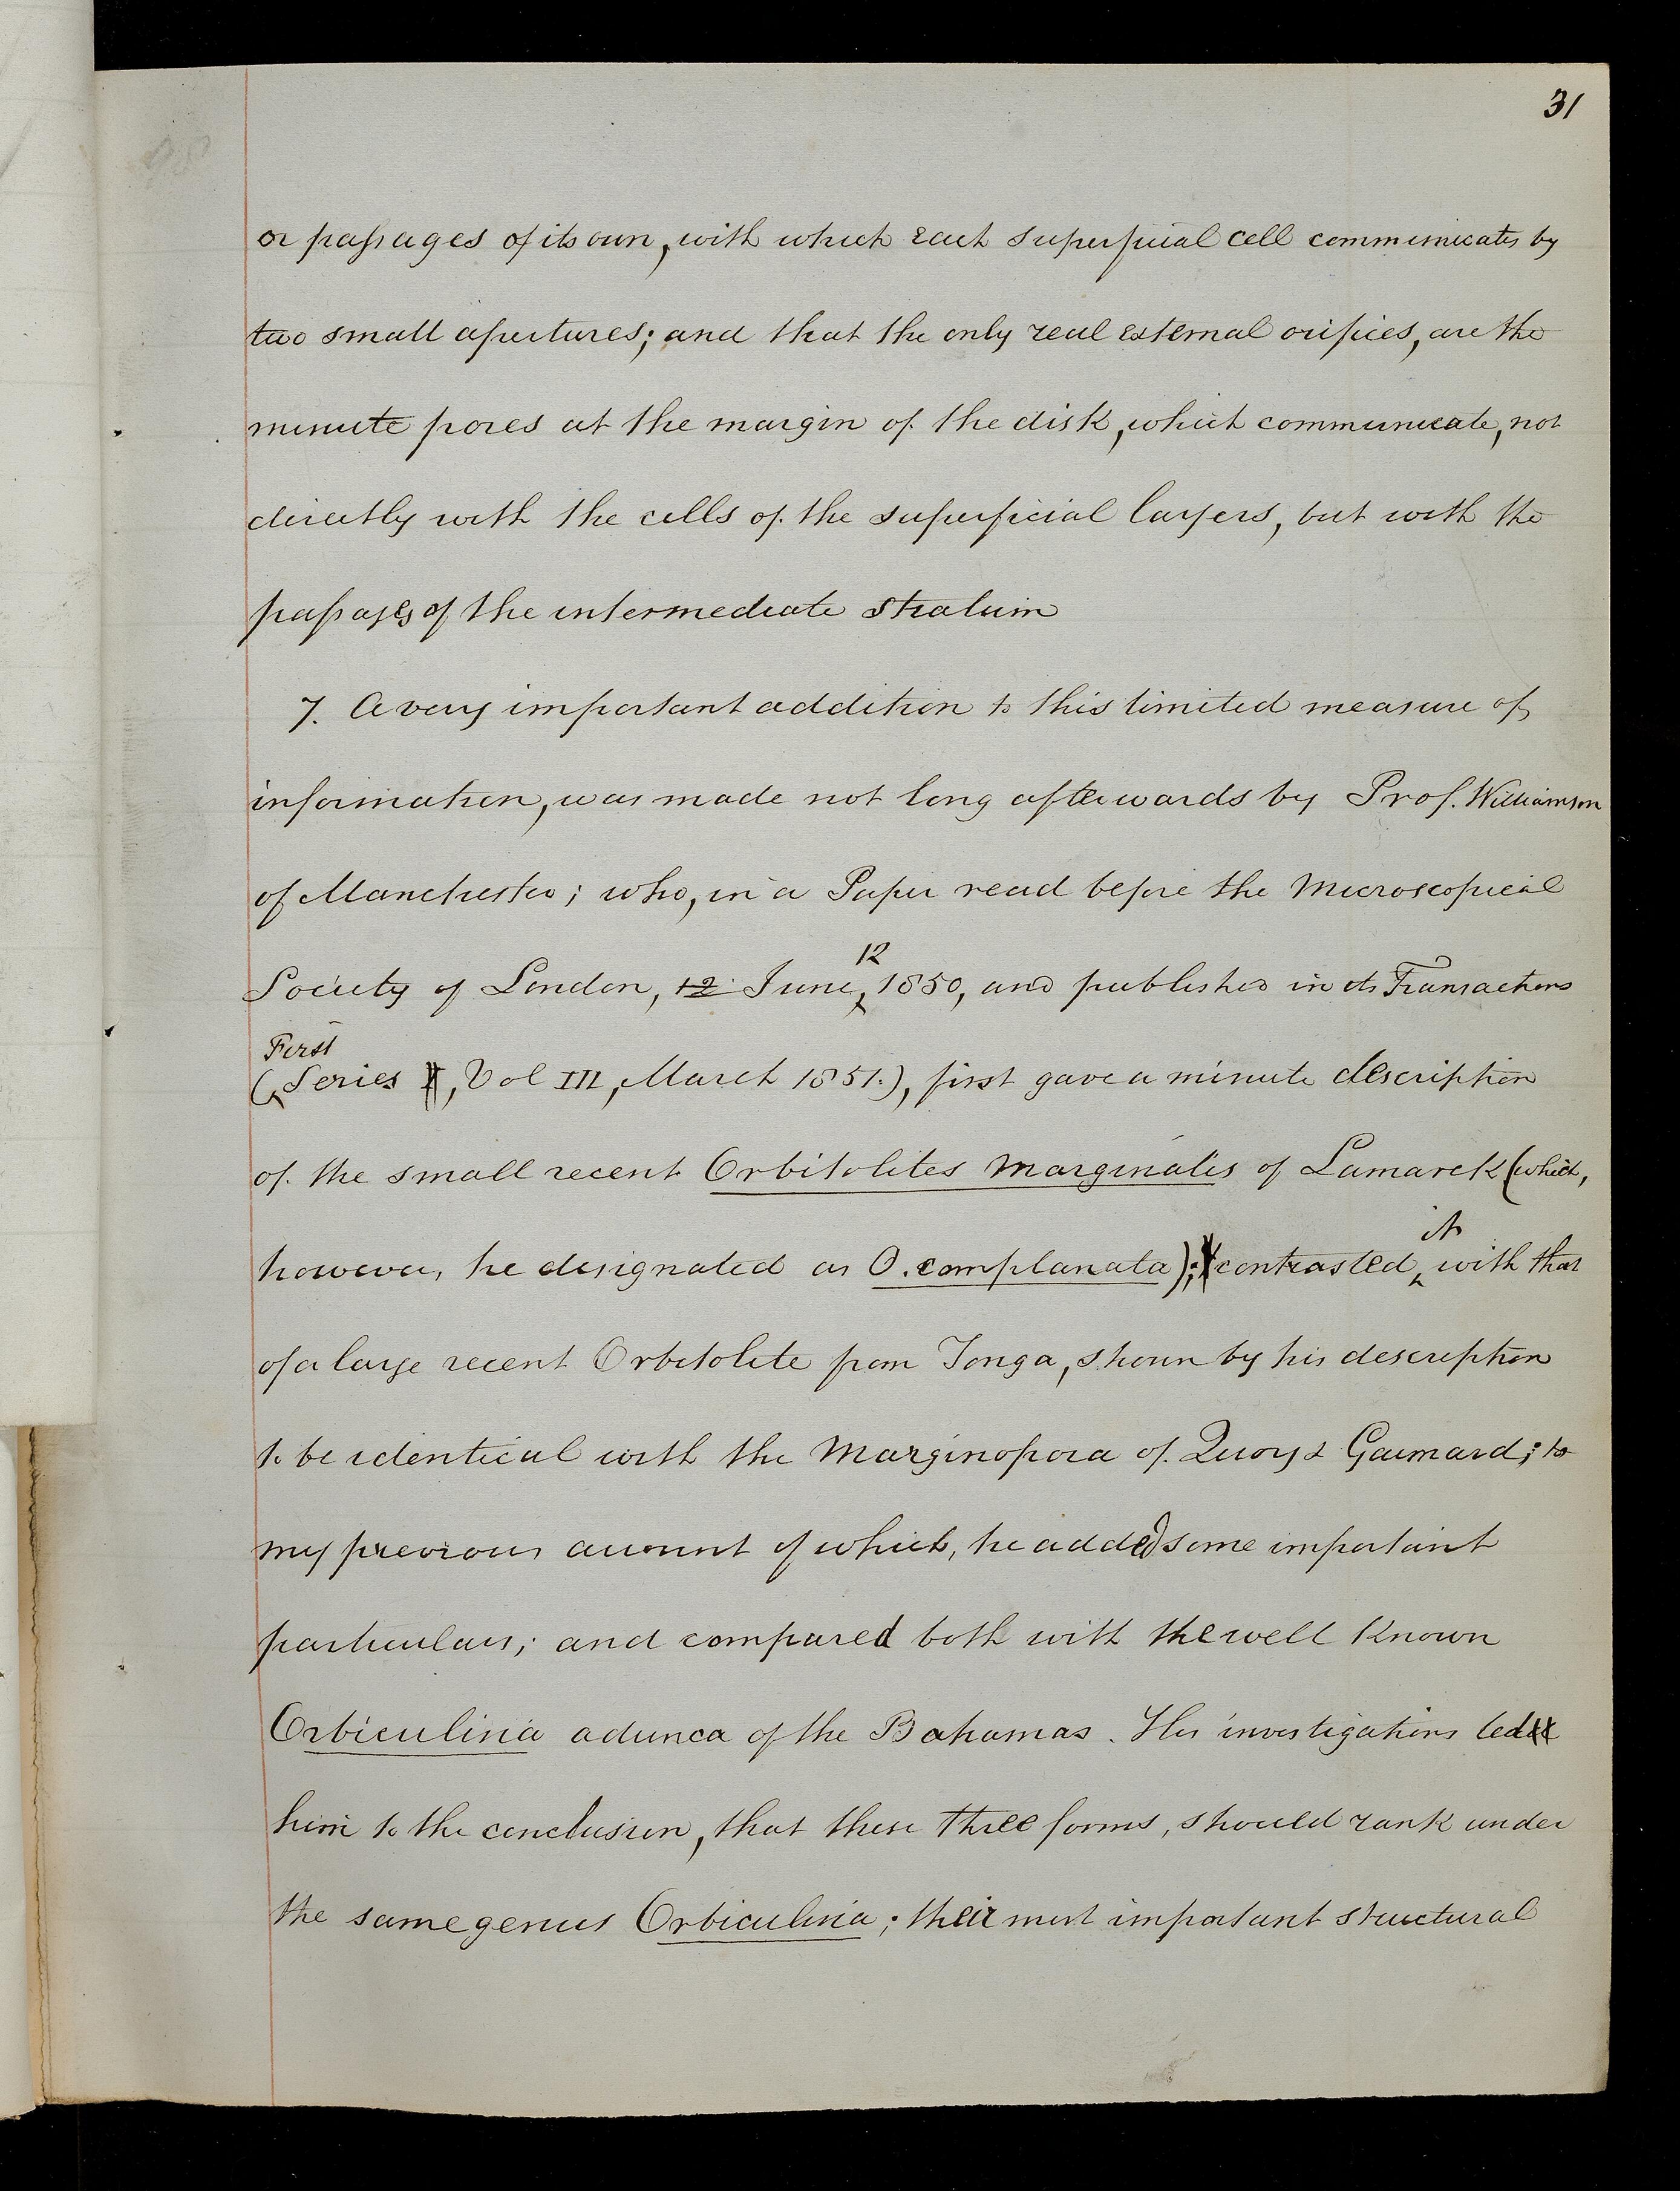 31
or passages of its own, with which each superficial cell communicates by
two small apertures; and that the only real external orifices, are the
minute pores at the margin of the disk, which communicate, not
directly with the cells of the superficial layers, but with the
passages of the intermediate stratum
7. A very important addition to this limited measure of
information, was made not long afterwards by Prof. Williamson
of Manchester; who, in a Paper read before the Microscopical
12
Society of London, 12 June, 1850, and published in its Transactions
First
(Series I, Vol III, March 1851.), first gave a minute description
of the small recent Orbitolites marginalis of Lamarck (which,
it
however, he designated as O. complanata); contrasted with that
of a large recent Orbitolite from Tonga, shown by his description
to be identical with the Marginopora of Quoy & Gaimard; to
my previous account of which, he added some important
particulars; and compared both with the well known
Orbiculina adunca of the Bahamas. His investigations led
him to the conclusion, that these three forms, should rank under
the same genus Orbiculina; their most important structural